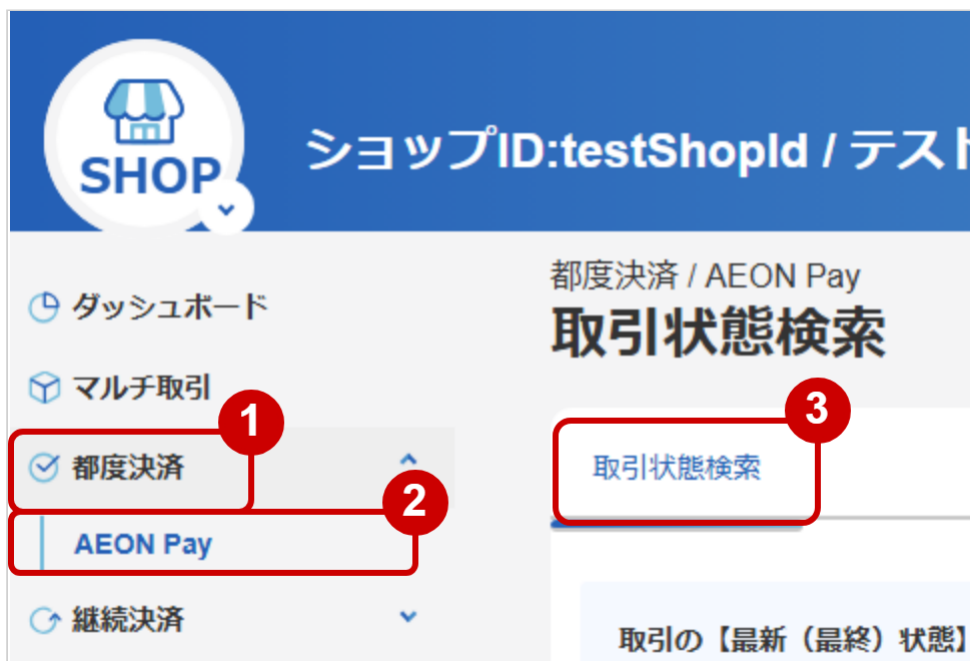 SHOP
ショップID:testShopId / テスト
ダッシュボード
マルチ取引
1
都度決済
2
AEON Pay
継続決済
都度決済 / AEON Pay
取引状態検索
3
取引状態検索
取引の【最新（最終）状態】